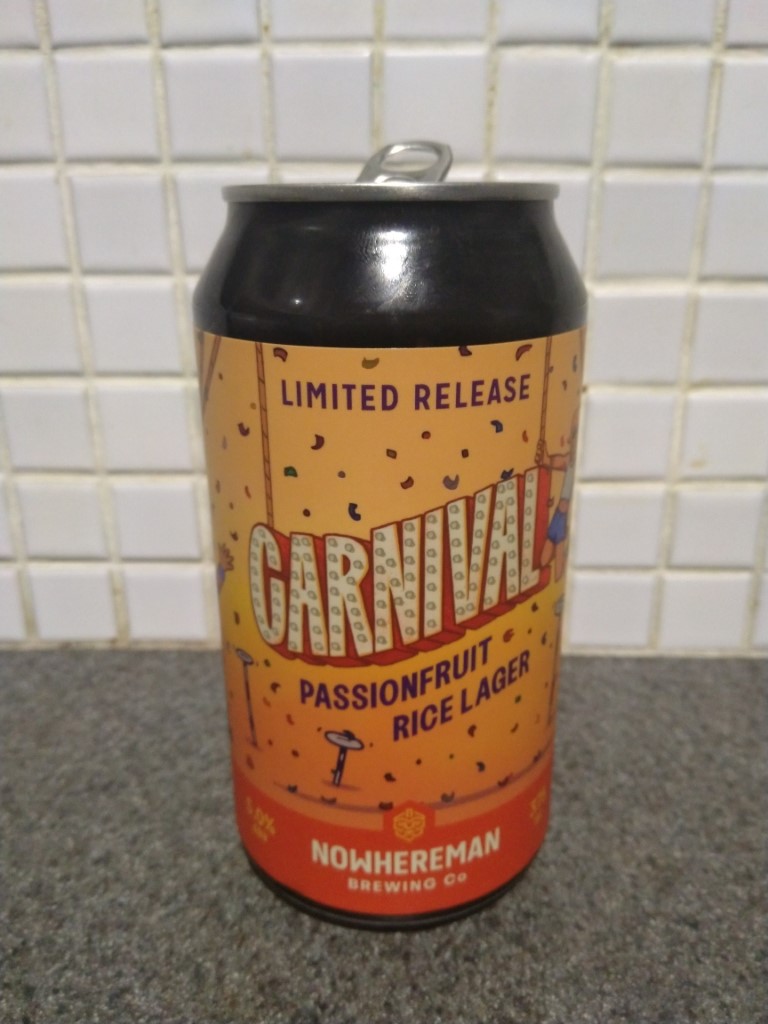 LIMITED RELEASE
CARNIVAL
PASSIONFRUIT
RICE LAGER
NOWHEREMAN
BREWING Co